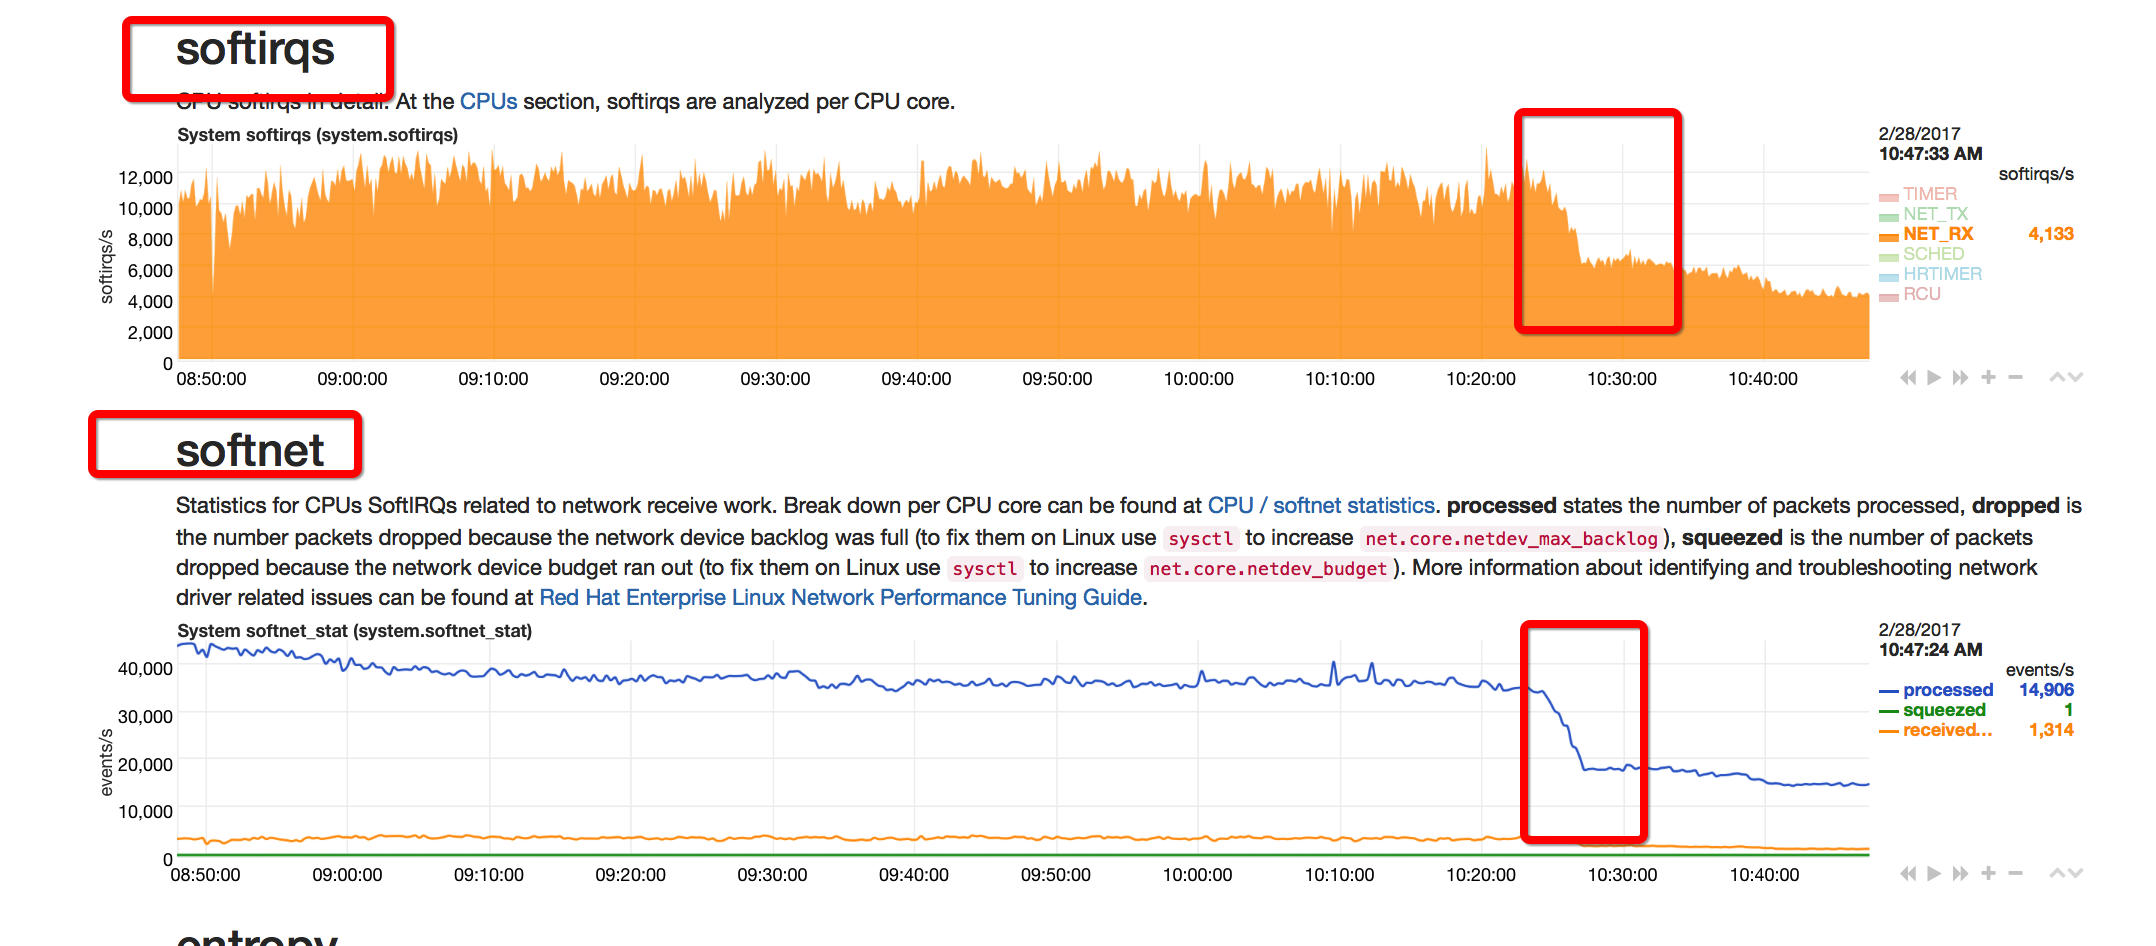 softirqs
CPU softirqs in detail. At the CPUs section, softirqs are analyzed per CPU core.
System softirqs (system.softirqs)
2/28/2017
10:47:33 AM
softirqs/s
TIMER
NET_TX
NET_RX 4,133
SCHED
HRTIMER
RCU
softirqs/s
12,000
10,000
8,000
6,000
4,000
2,000
0
08:50:00 09:00:00 09:10:00 09:20:00 09:30:00 09:40:00 09:50:00 10:00:00 10:10:00 10:20:00 10:30:00 10:40:00
softnet
Statistics for CPUs SoftIRQs related to network receive work. Break down per CPU core can be found at CPU / softnet statistics. processed states the number of packets processed, dropped is
the number packets dropped because the network device backlog was full (to fix them on Linux use sysctl to increase net.core.netdev_max_backlog), squeezed is the number of packets
dropped because the network device budget ran out (to fix them on Linux use sysctl to increase net.core.netdev_budget). More information about identifying and troubleshooting network
driver related issues can be found at Red Hat Enterprise Linux Network Performance Tuning Guide.
System softnet_stat (system.softnet_stat)
2/28/2017
10:47:24 AM
events/s
processed 14,906
squeezed 1
received... 1,314
events/s
40,000
30,000
20,000
10,000
0
08:50:00 09:00:00 09:10:00 09:20:00 09:30:00 09:40:00 09:50:00 10:00:00 10:10:00 10:20:00 10:30:00 10:40:00
entropy